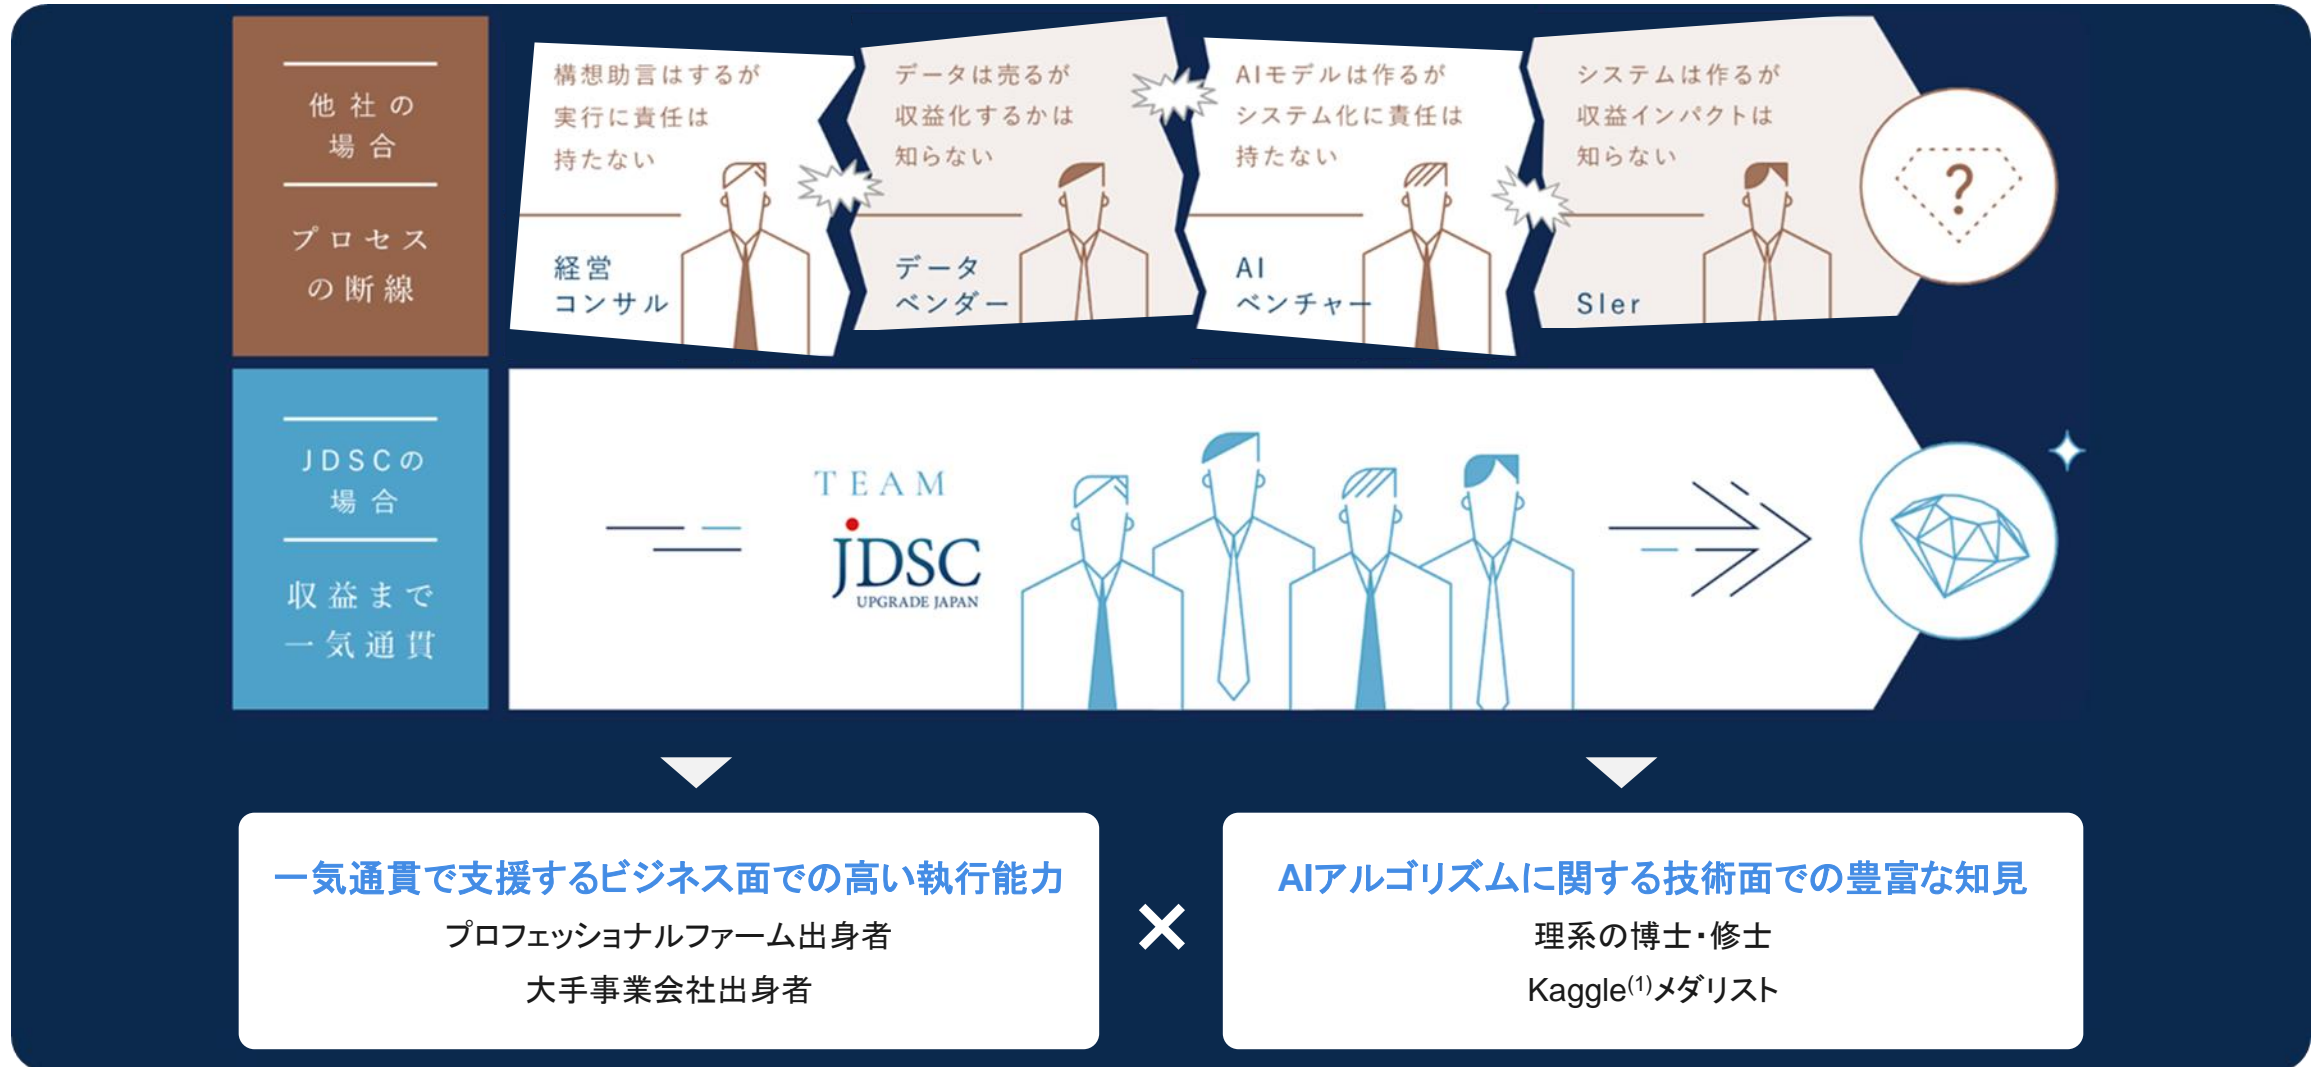 他社の
場合
プロセス
の断線
構想助言はするが
実行に責任は
持たない
経営
コンサル
データは売るが
収益化するかは
知らない
データ
ベンダー
AIモデルは作るが
システム化に責任は
持たない
AI
ベンチャー
システムは作るが
収益インパクトは
知らない
SIer
?
JDSCの
場合
収益まで
一気通貫
TEAM
JDSC
UPGRADE JAPAN
一気通貫で支援するビジネス面での高い執行能力
プロフェッショナルファーム出身者
大手事業会社出身者
×
AIアルゴリズムに関する技術面での豊富な知見
理系の博士・修士
Kaggle(1)メダリスト